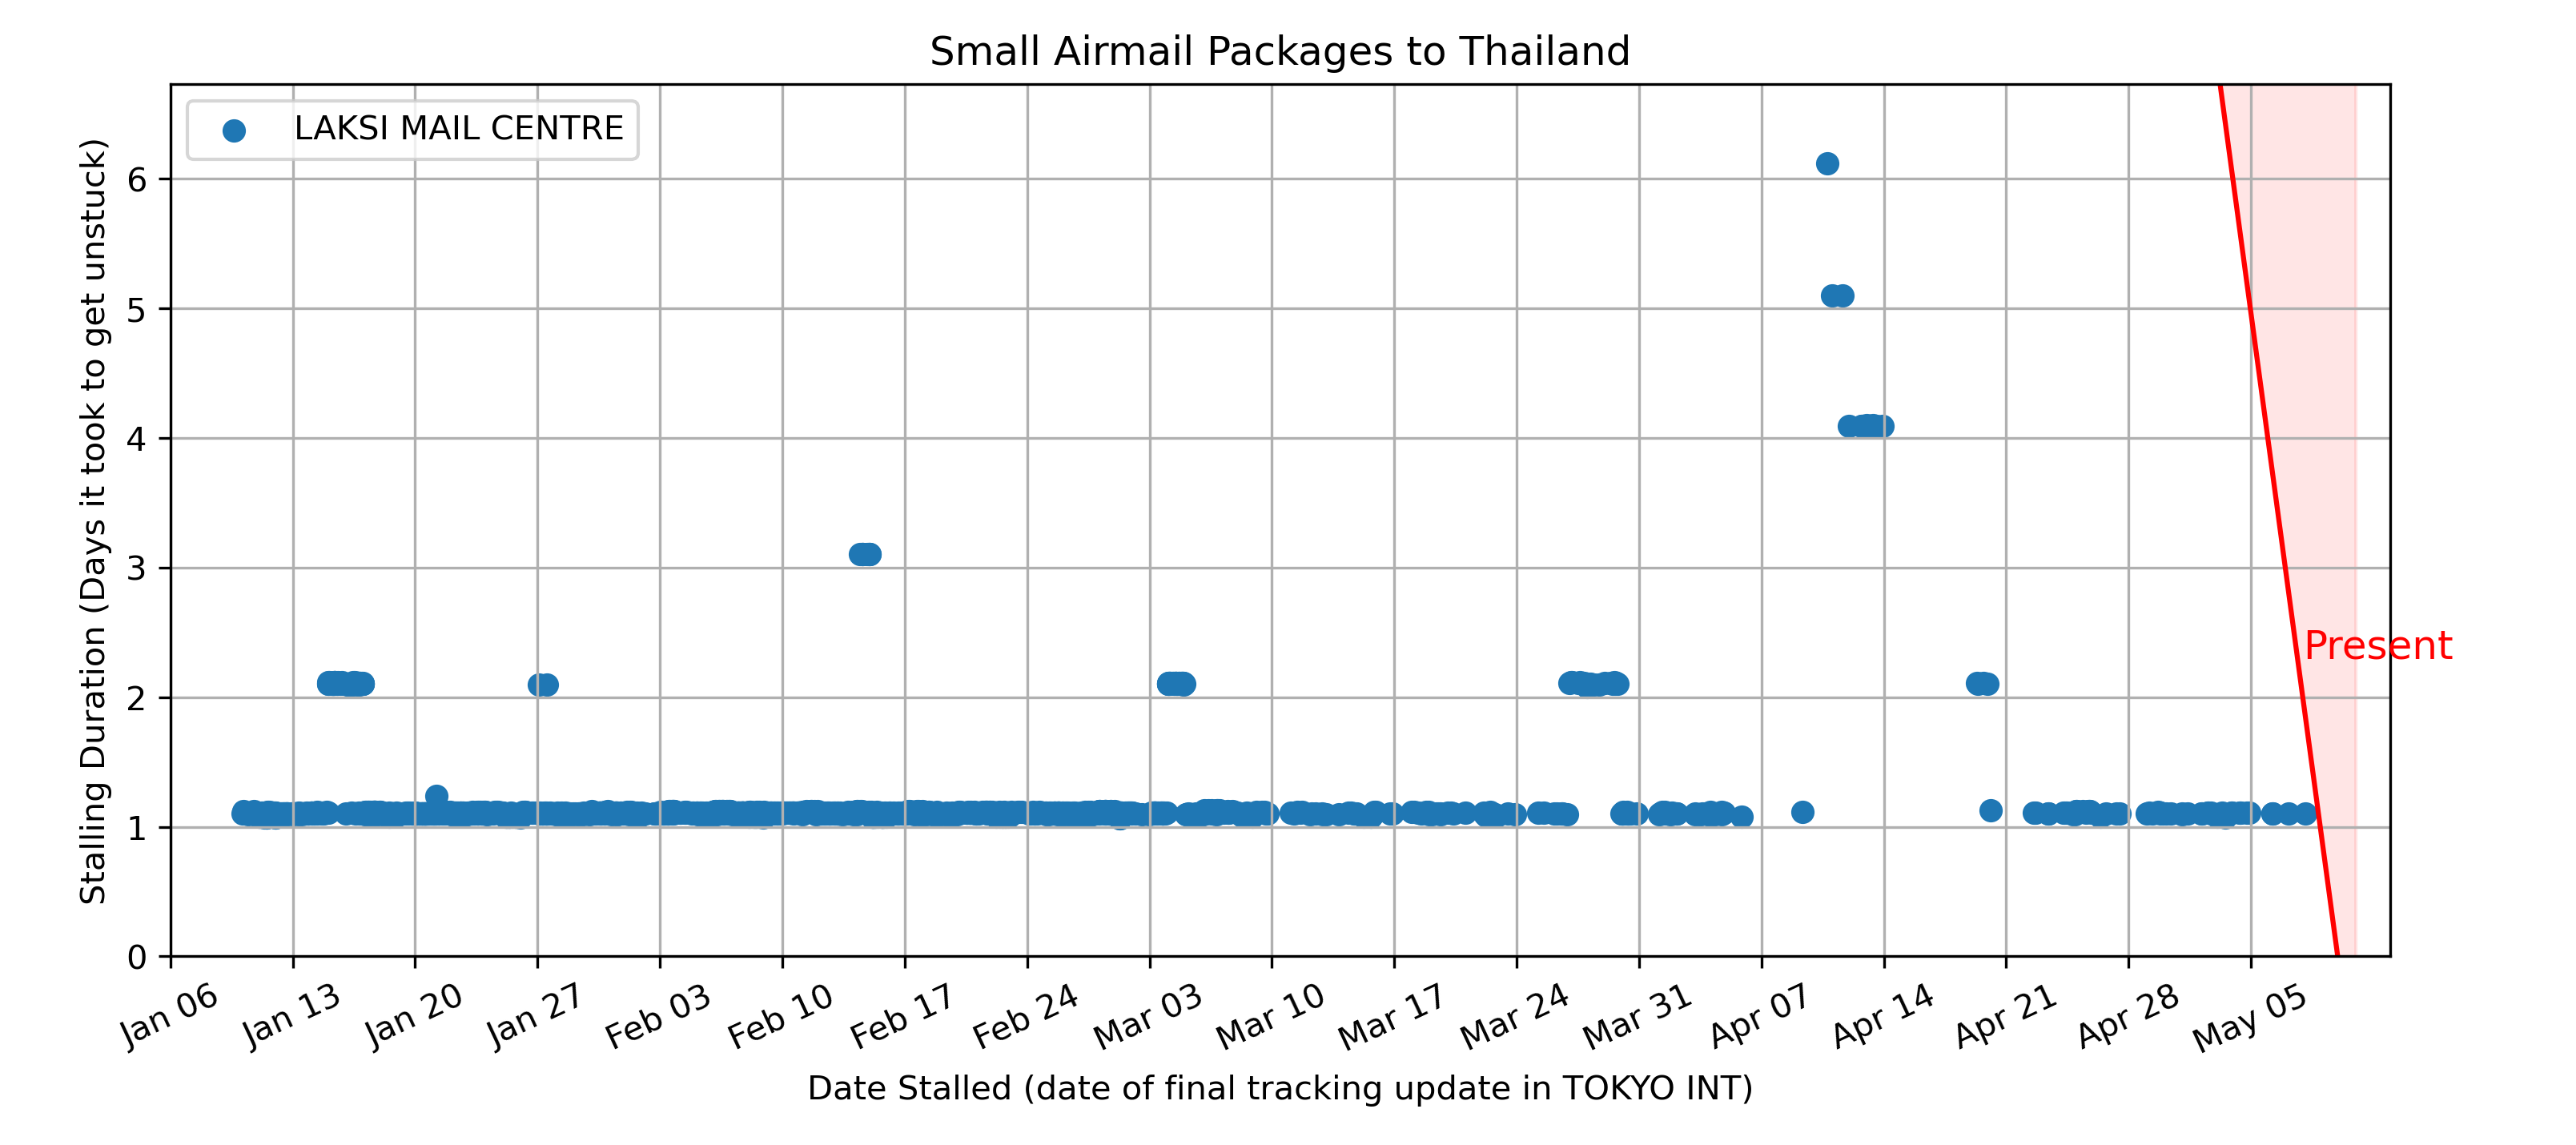 Small Airmail Packages to Thailand
LAKSI MAIL CENTRE
Stalling Duration (Days it took to get unstuck)
6
5
4
3
2
1
0
Present
Jan 06
Jan 13
Jan 20
Jan 27
Feb 03
Feb 10
Feb 17
Feb 24
Mar 03
Mar 10
Mar 17
Mar 24
Mar 31
Apr 07
Apr 14
Apr 21
Apr 28
May 05
Date Stalled (date of final tracking update in TOKYO INT)